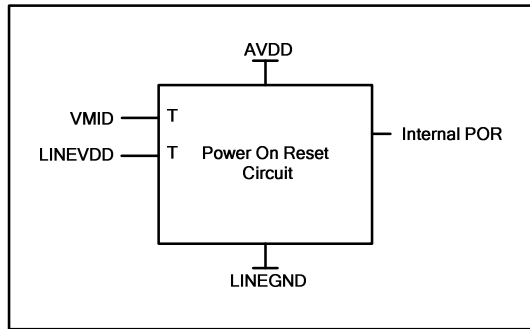 AVDD
VMID
T
LINEVDD
T
Power On Reset
Circuit
Internal POR
LINEGND